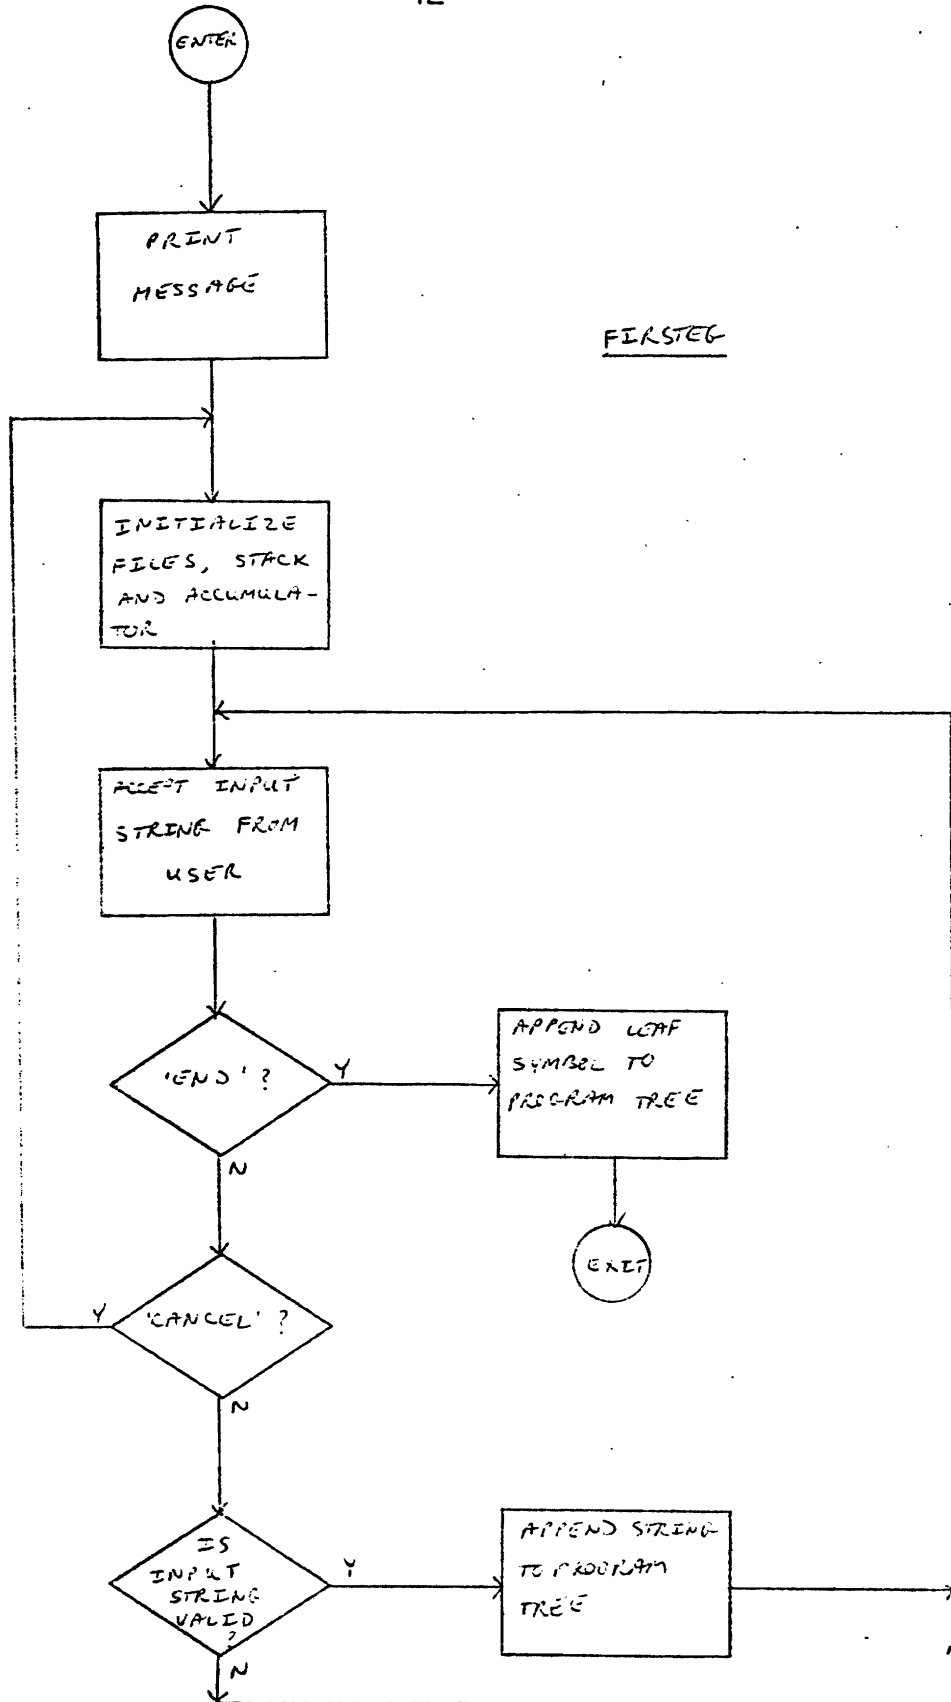 ENTER
PRINT
MESSAGE
FIRSTEG
INITIALIZE
FILES, STACK
AND ACCUMULA-
TOR
ACCEPT INPUT
STRING FROM
USER
'END' ?
Y
APPEND LEAF
SYMBOL TO
PROGRAM TREE
N
EXIT
Y
'CANCEL' ?
N
IS
INPUT
STRING
VALID
?
Y
APPEND STRING
TO PROGRAM
TREE
N